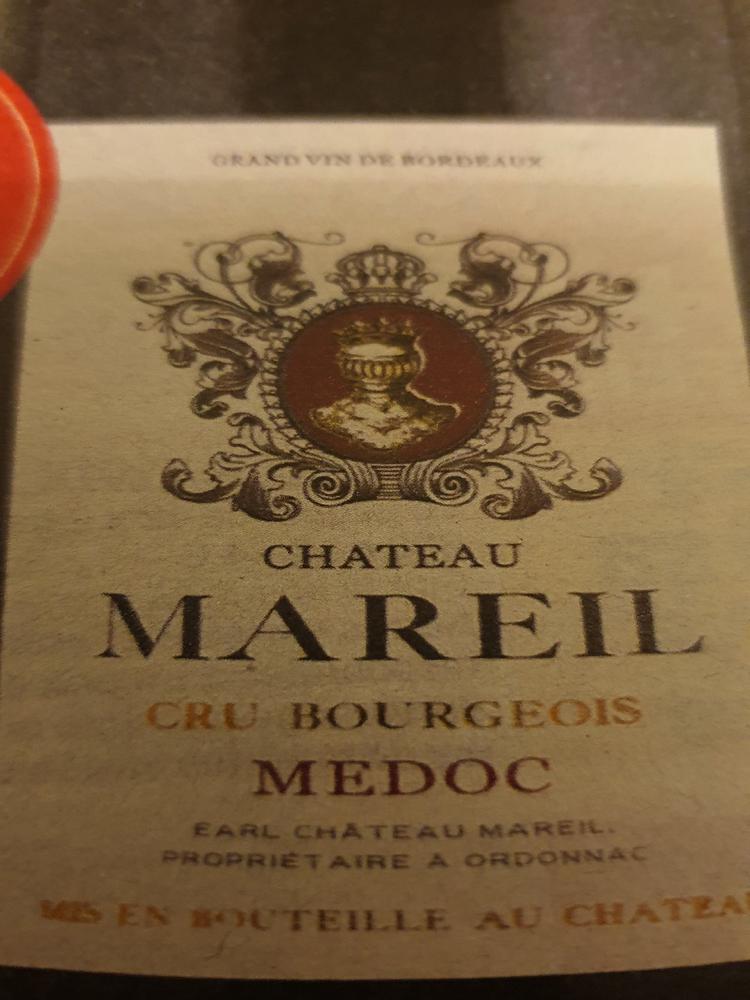 GRAND VIN DE BORDEAUX
CHATEAU
MAREIL
CRU BOURGEOIS
MEDOC
EARL CHÂTEAU MAREIL.
PROPRIÉTAIRE A ORDONNAC
MIS EN BOUTEILLE AU CHATEAU